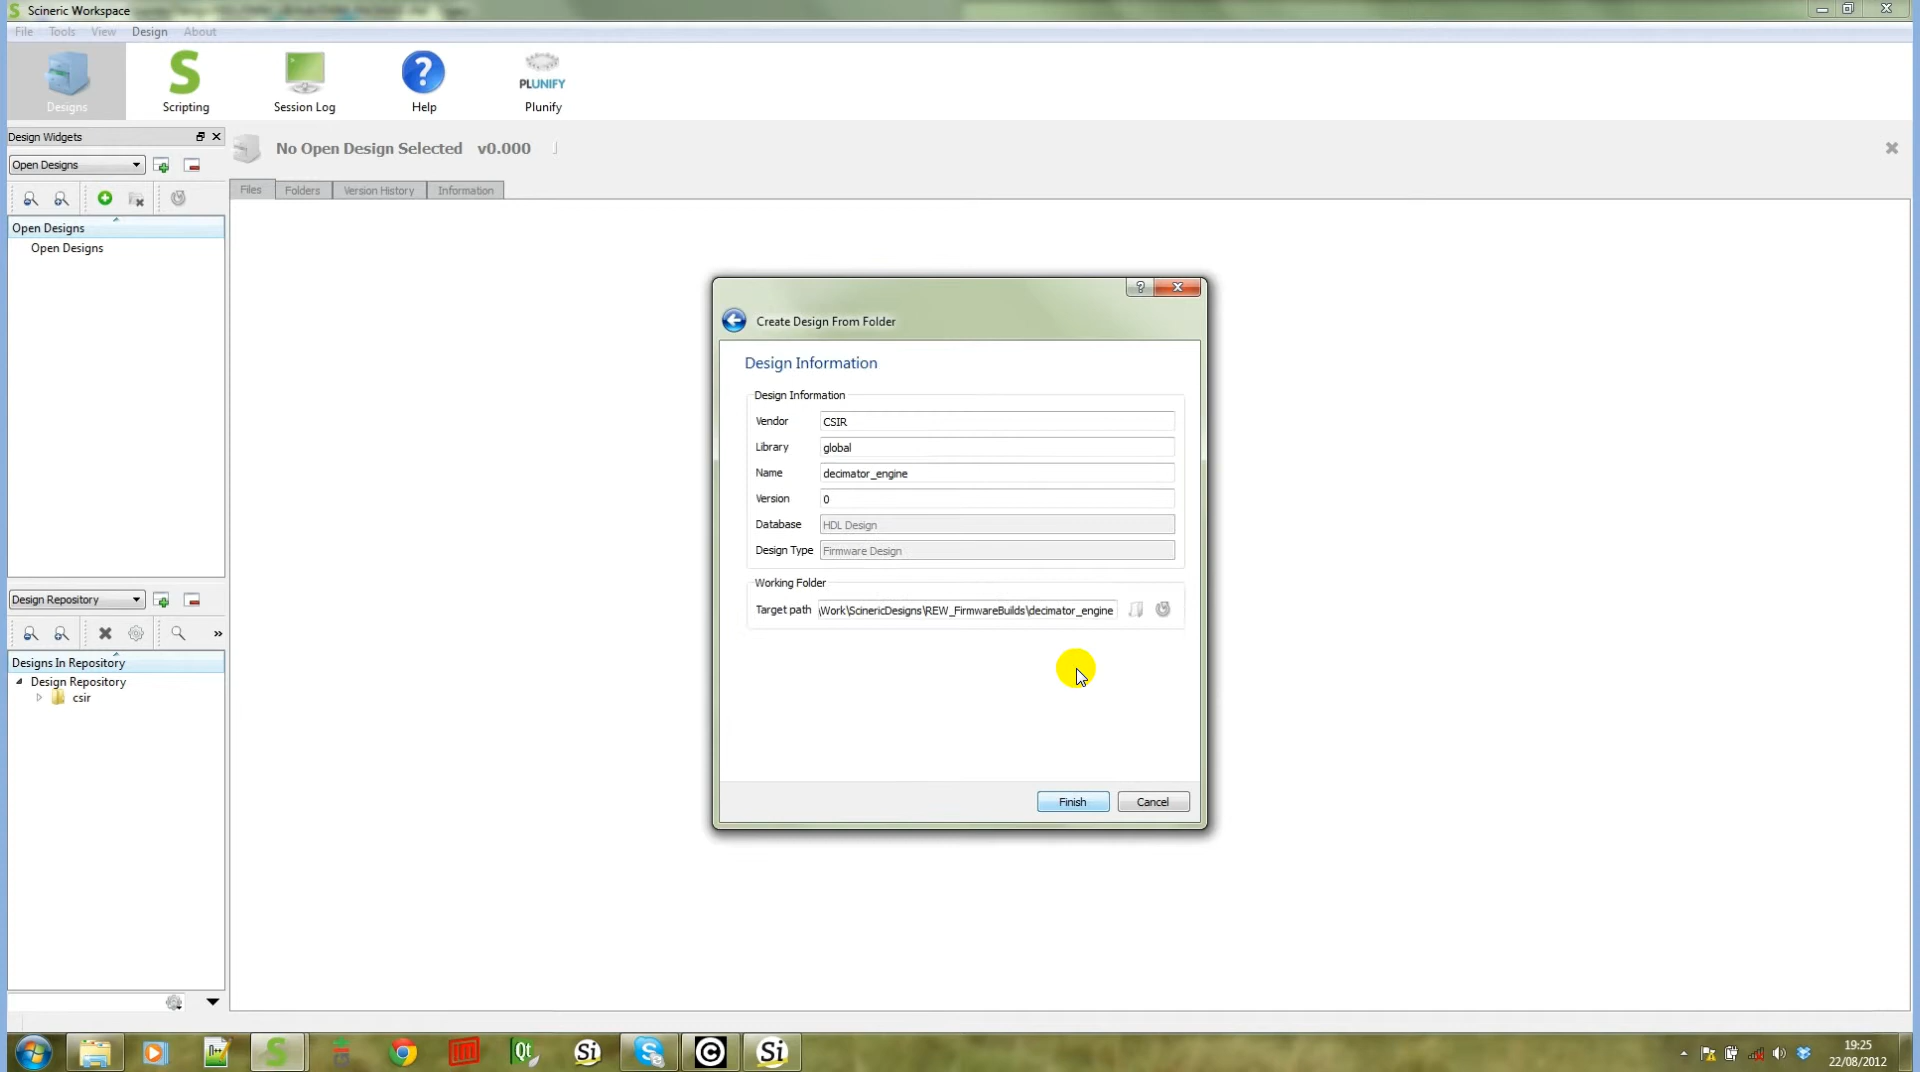 Scineric Workspace
File Tools View Design About
Designs Scripting Session Log Help PLUNIFY Plunify
Design Widgets
No Open Design Selected v0.000
Open Designs
Files Folders Version History Information
Open Designs
Open Designs
Create Design From Folder
Design Information
Design Information
Vendor CSIR
Library global
Name decimator_engine
Version 0
Database HDL Design
Design Type Firmware Design
Working Folder
Target path \Work\ScinericDesigns\REW_FirmwareBuilds\decimator_engine
Design Repository
Designs In Repository
Design Repository
csir
Finish Cancel
19:25
22/08/2012